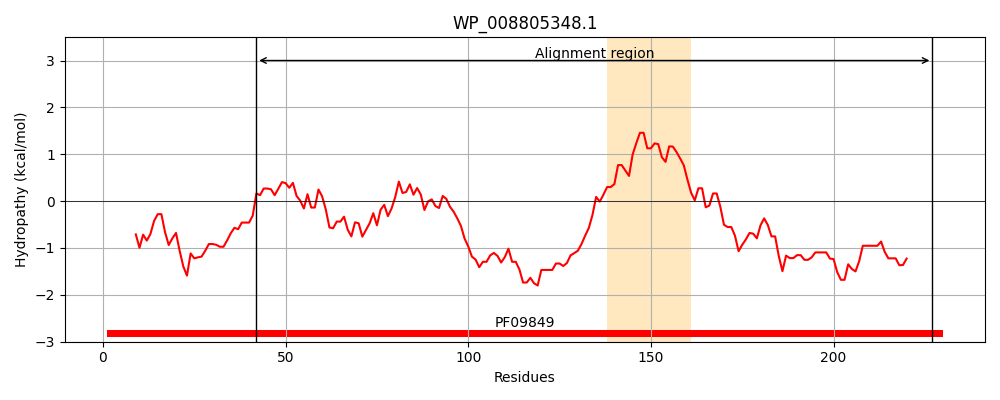 WP_008805348.1
Alignment region
Hydropathy (kcal/mol)
3
2
1
0
−1
−2
−3
PF09849
0 50 100 150 200
Residues